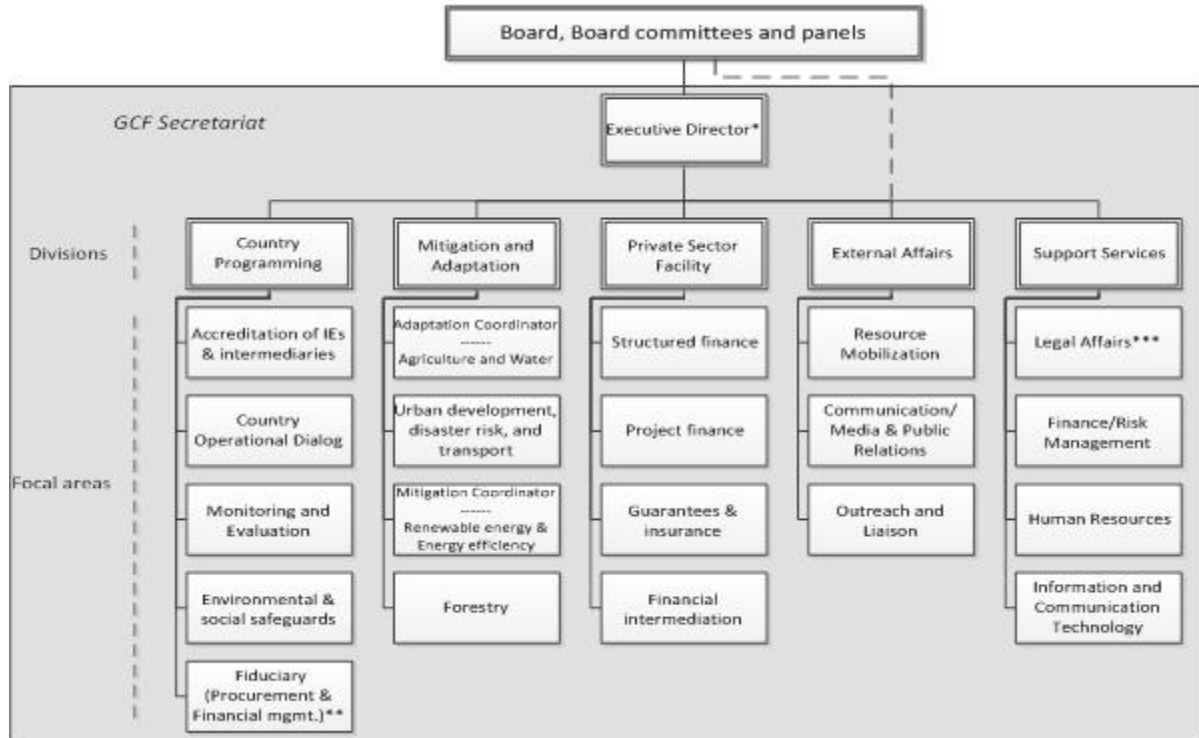 Board, Board committees and panels
GCF Secretariat
Executive Director*
Divisions
Country
Programming
Mitigation and
Adaptation
Private Sector
Facility
External Affairs
Support Services
Focal areas
Accreditation of IEs
& intermediaries
Country
Operational Dialog
Monitoring and
Evaluation
Environmental &
social safeguards
Fiduciary
(Procurement &
Financial mgmt.)**
Adaptation Coordinator
------
Agriculture and Water
Urban development,
disaster risk, and
transport
Mitigation Coordinator
------
Renewable energy &
Energy efficiency
Forestry
Structured finance
Project finance
Guarantees &
insurance
Financial
intermediation
Resource
Mobilization
Communication/
Media & Public
Relations
Outreach and
Liaison
Legal Affairs***
Finance/Risk
Management
Human Resources
Information and
Communication
Technology